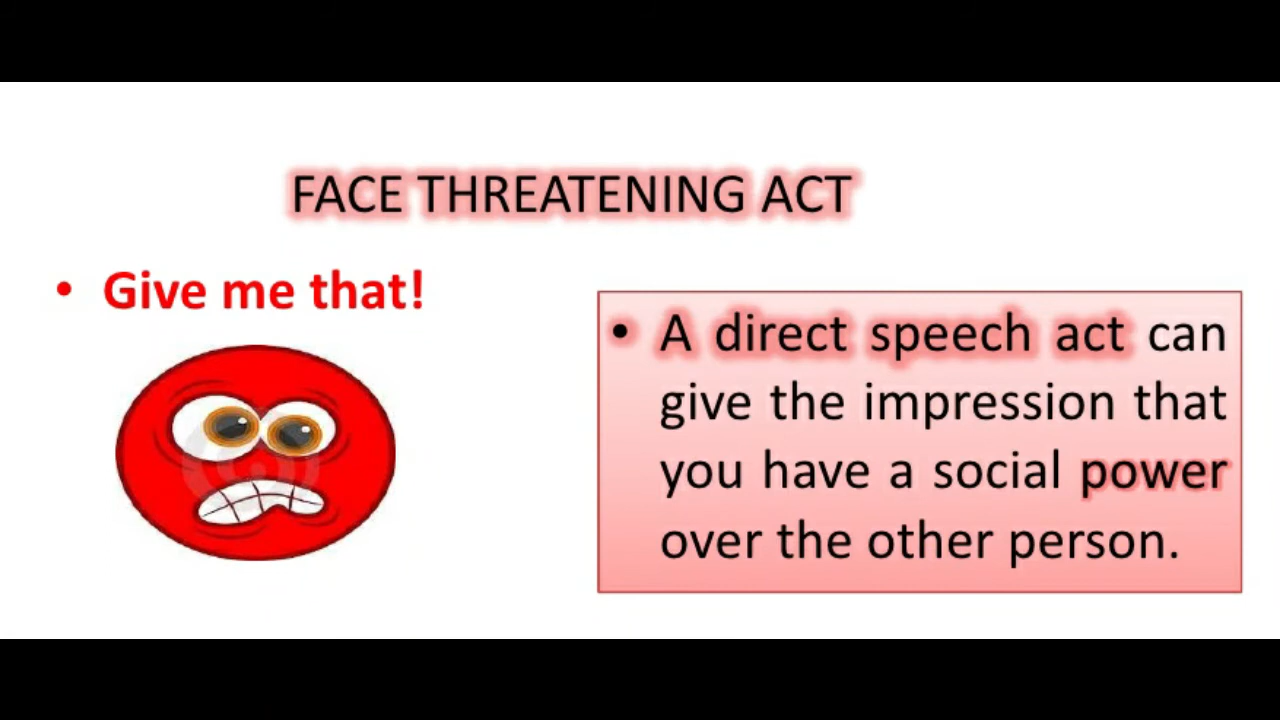 FACE THREATENING ACT
• Give me that!
• A direct speech act can
give the impression that
you have a social power
over the other person.